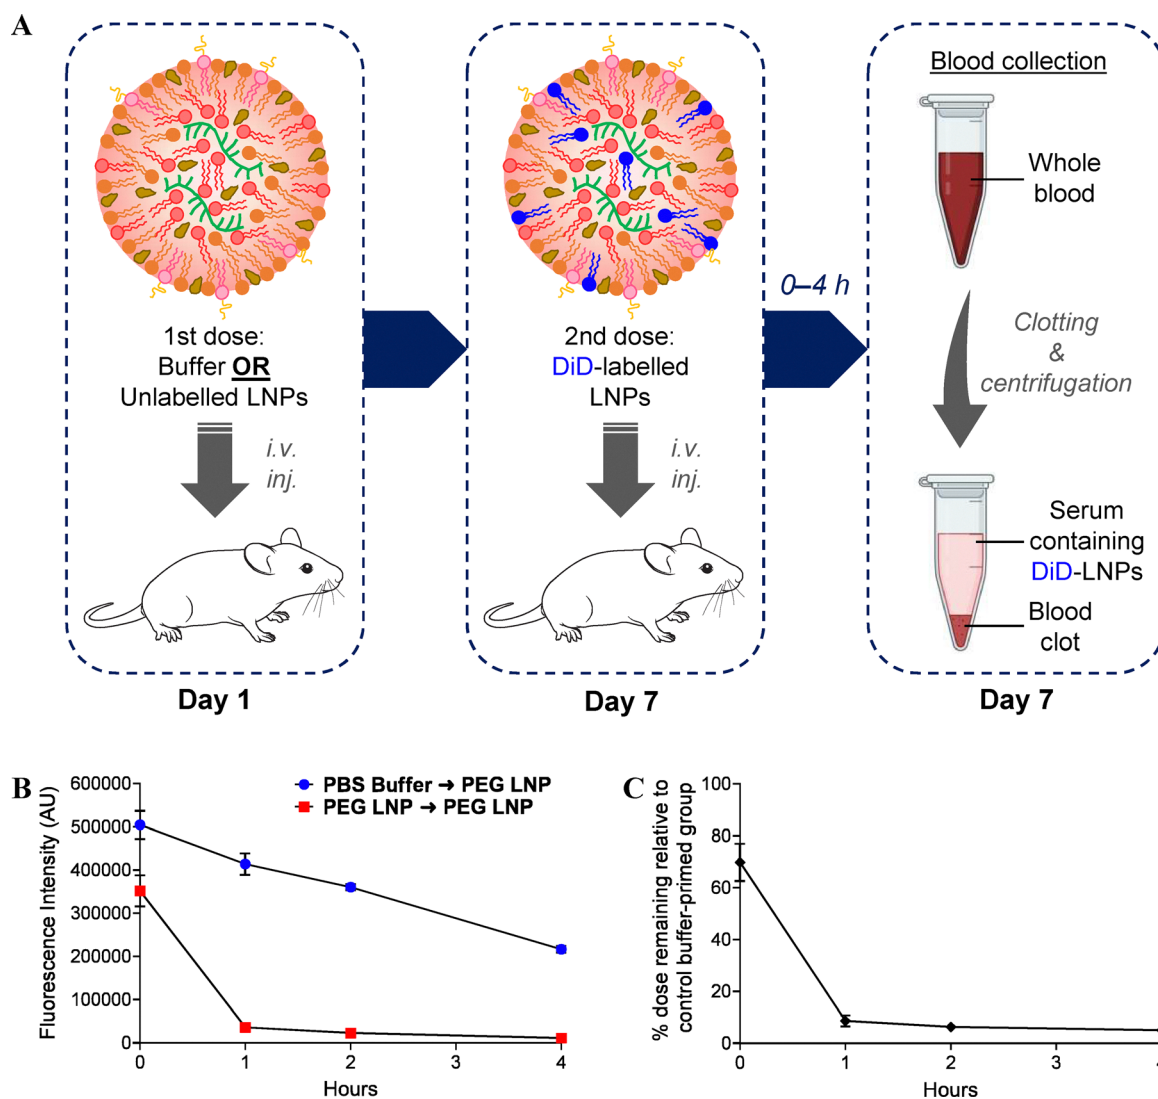 A
1st dose:
Buffer OR
Unlabelled LNPs
i.v.
inj.
Day 1
2nd dose:
DiD-labelled
LNPs
i.v.
inj.
Day 7
0–4 h
Blood collection
Whole
blood
Clotting
&
centrifugation
Serum
containing
DiD-LNPs
Blood
clot
Day 7
B
PBS Buffer → PEG LNP
PEG LNP → PEG LNP
Fluorescence Intensity (AU)
600000
500000
400000
300000
200000
100000
0
0 1 2 3 4
Hours
C
% dose remaining relative to
control buffer-primed group
100
80
60
40
20
0
0 1 2 3
Hours